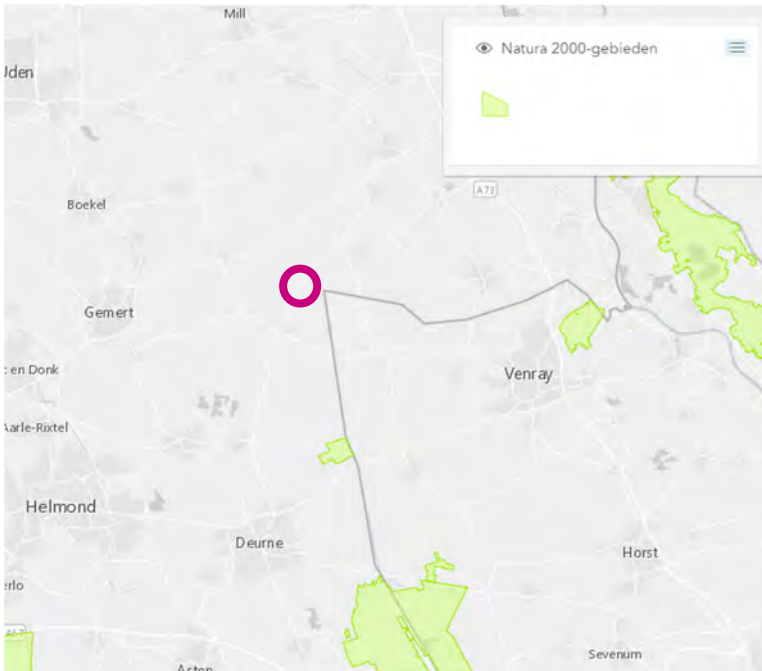 Mill
Natura 2000-gebieden
Uden
A73
Boekel
Gemert
Venray
en Donk
Aarle-Rixtel
Helmond
Deurne
Horst
erlo
A67
Sevenum
Asten